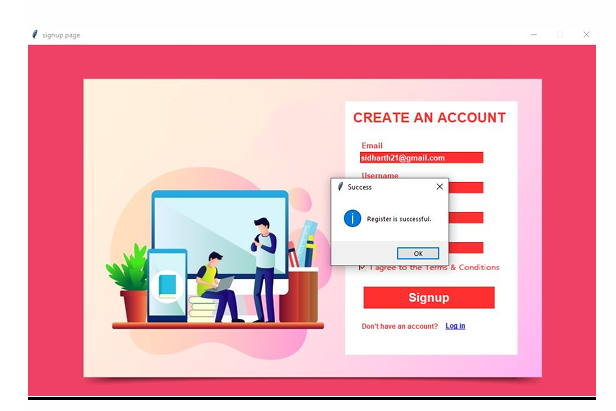 signup page
CREATE AN ACCOUNT
Email
sidharth21@gmail.com
Username
Success
Register is successful.
OK
I agree to the Terms & Conditions
Signup
Don't have an account? Log in